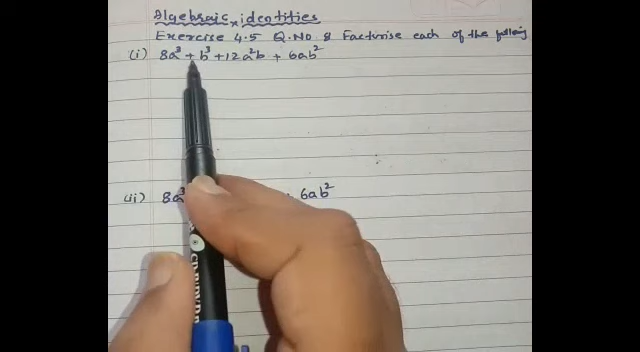 Algebraic identities
Exercise 4.5 Q.No 8 Factorise each of the following
(i) 8a³ + b³ + 12a²b + 6ab²
(ii) 8a³ 6ab²